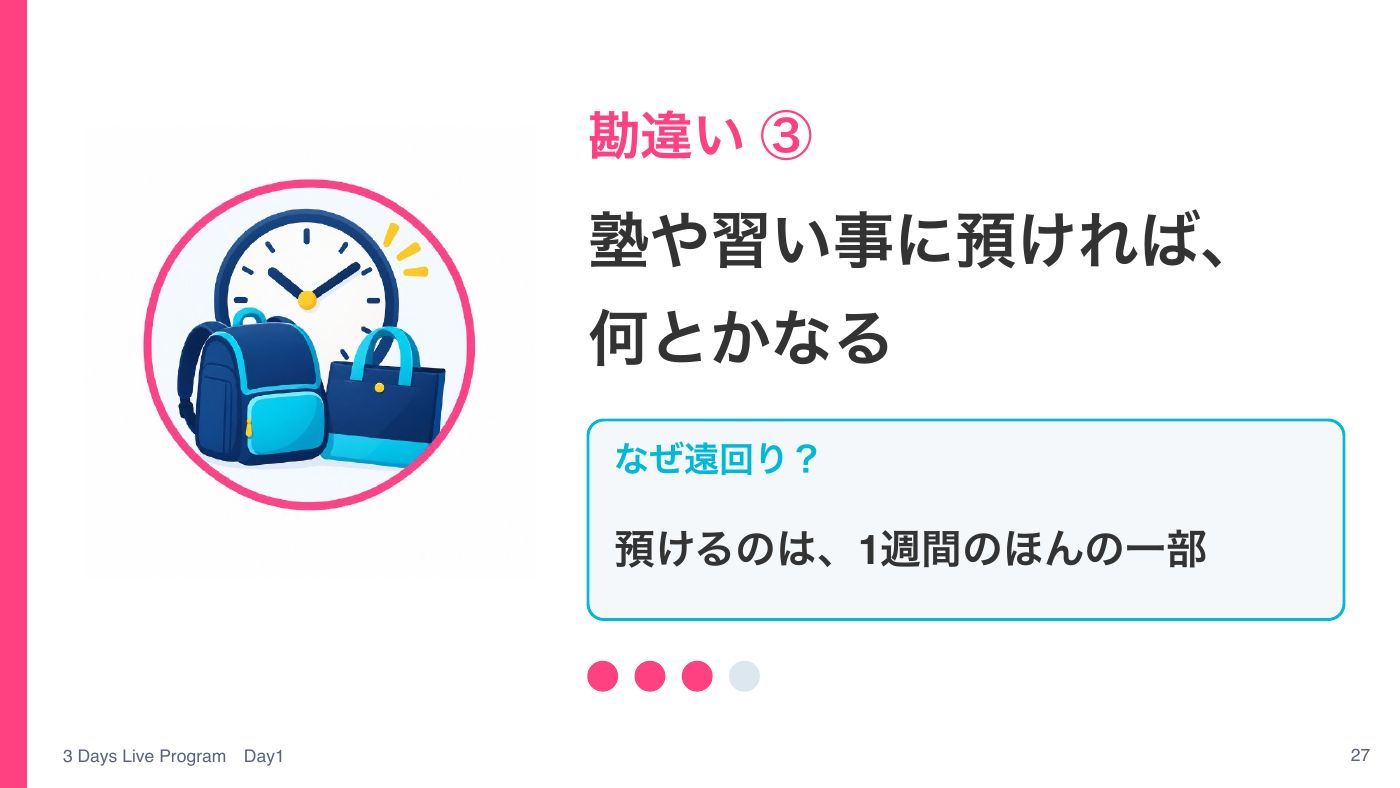 勘違い ③
塾や習い事に預ければ、
何とかなる
なぜ遠回り？
預けるのは、1週間のほんの一部
3 Days Live Program　Day1
27